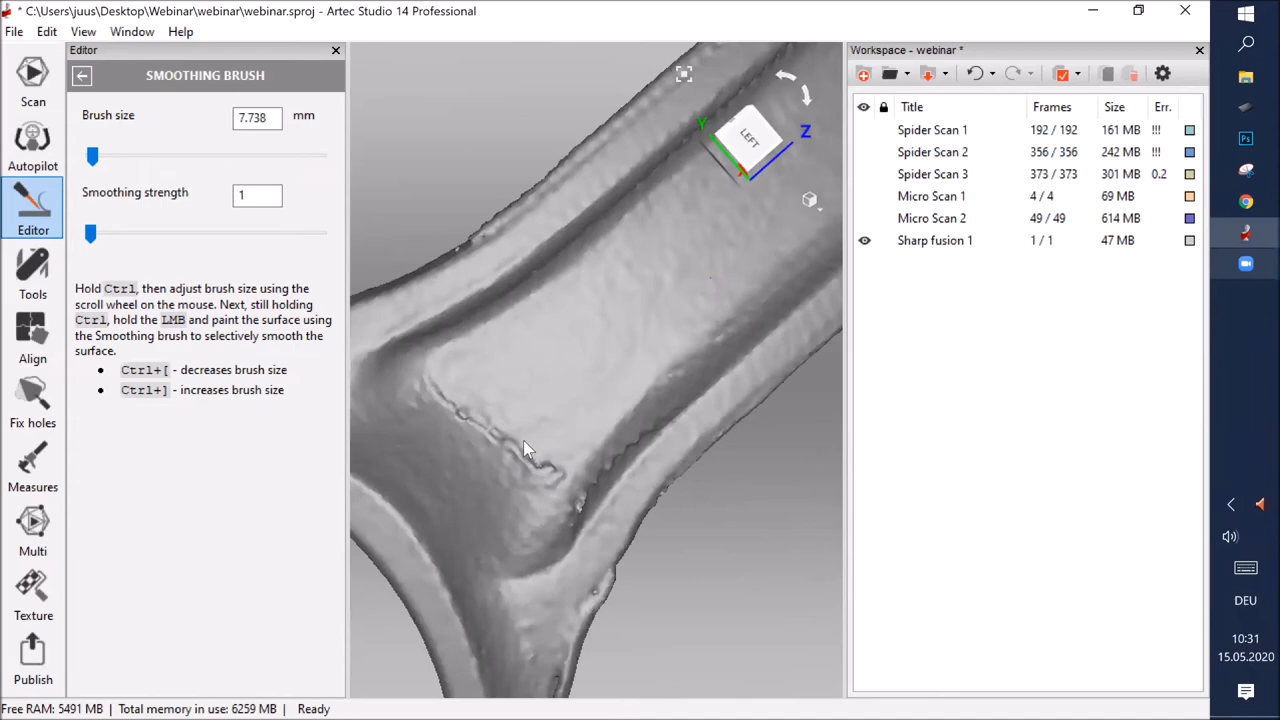 * C:\Users\juus\Desktop\Webinar\webinar\webinar.sproj - Artec Studio 14 Professional
File Edit View Window Help
Scan
Autopilot
Editor
Tools
Align
Fix holes
Measures
Multi
Texture
Publish
Editor
SMOOTHING BRUSH
Brush size 7.738 mm
Smoothing strength 1
Hold Ctrl, then adjust brush size using the
scroll wheel on the mouse. Next, still holding
Ctrl, hold the LMB and paint the surface using
the Smoothing brush to selectively smooth the
surface.
• Ctrl+[ - decreases brush size
• Ctrl+] - increases brush size
Y
LEFT
Z
Workspace - webinar *
Title Frames Size Err.
Spider Scan 1 192 / 192 161 MB !!!
Spider Scan 2 356 / 356 242 MB !!!
Spider Scan 3 373 / 373 301 MB 0.2
Micro Scan 1 4 / 4 69 MB
Micro Scan 2 49 / 49 614 MB
Sharp fusion 1 1 / 1 47 MB
Ps
DEU
10:31
15.05.2020
Free RAM: 5491 MB | Total memory in use: 6259 MB | Ready